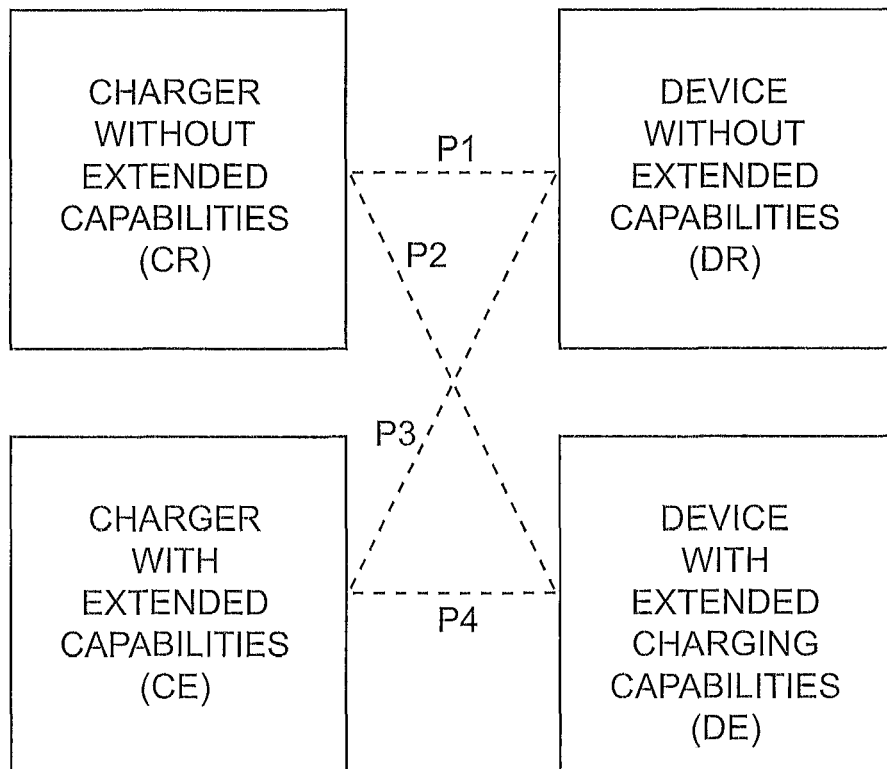 CHARGER
WITHOUT
EXTENDED
CAPABILITIES
(CR)
P1
P2
DEVICE
WITHOUT
EXTENDED
CAPABILITIES
(DR)
CHARGER
WITH
EXTENDED
CAPABILITIES
(CE)
P3
P4
DEVICE
WITH
EXTENDED
CHARGING
CAPABILITIES
(DE)